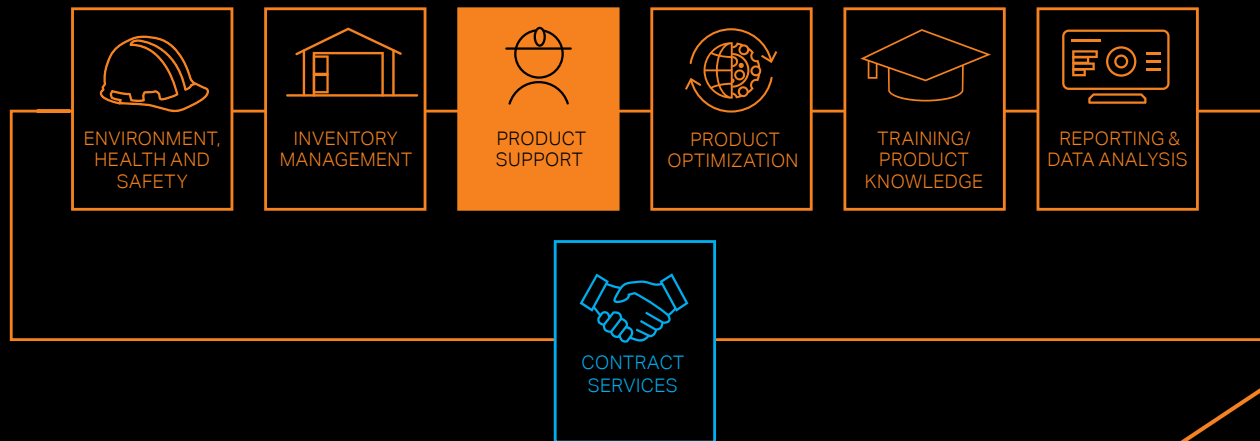 ENVIRONMENT,
HEALTH AND
SAFETY
INVENTORY
MANAGEMENT
PRODUCT
SUPPORT
PRODUCT
OPTIMIZATION
TRAINING/
PRODUCT
KNOWLEDGE
REPORTING &
DATA ANALYSIS
CONTRACT
SERVICES